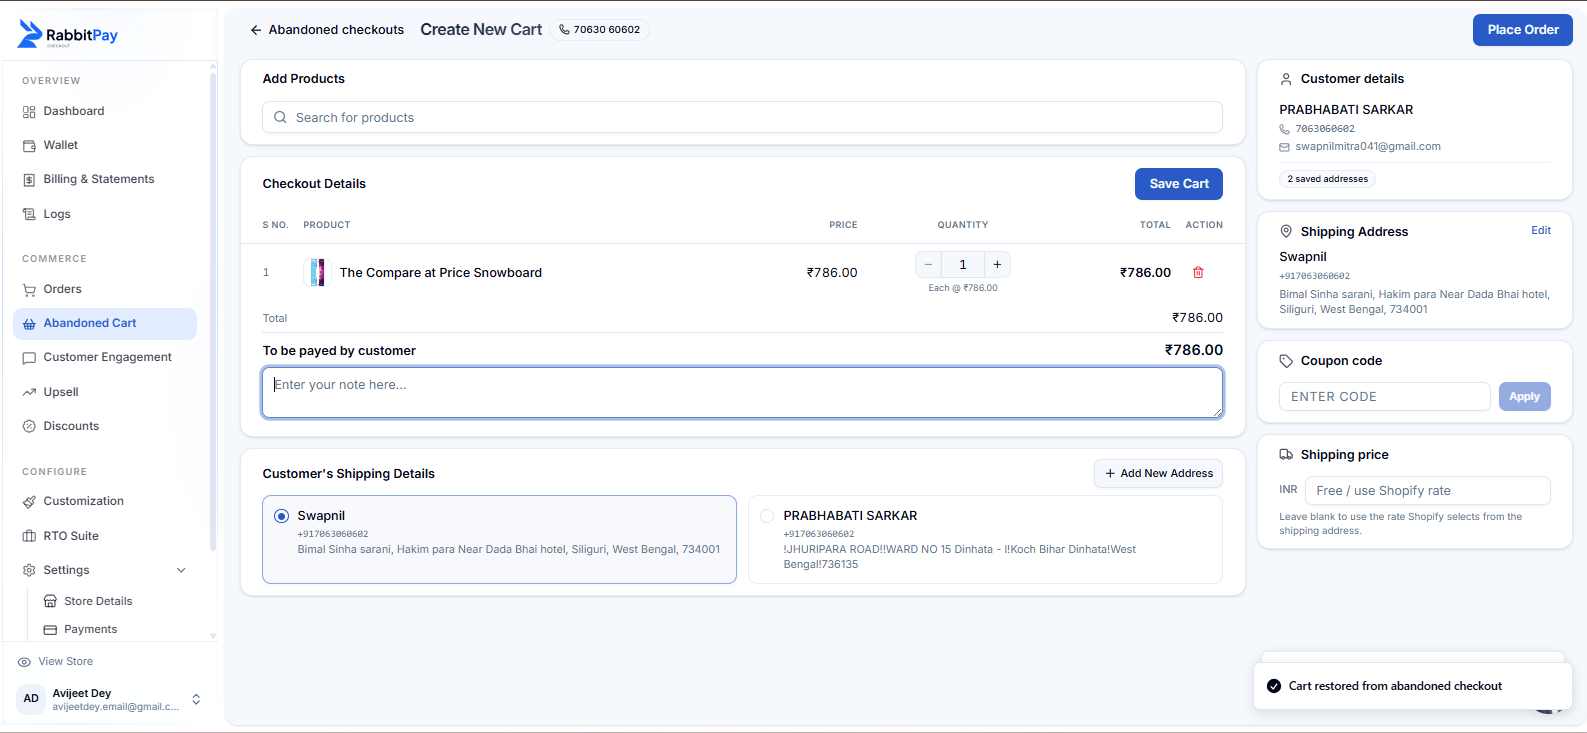 RabbitPay
CHECKOUT
OVERVIEW
Dashboard
Wallet
Billing & Statements
Logs
COMMERCE
Orders
Abandoned Cart
Customer Engagement
Upsell
Discounts
CONFIGURE
Customization
RTO Suite
Settings
Store Details
Payments
View Store
AD
Avijeet Dey
avijeetdey.email@gmail.c...
Abandoned checkouts
Create New Cart
70630 60602
Place Order
Add Products
Search for products
Checkout Details
Save Cart
S NO. PRODUCT PRICE QUANTITY TOTAL ACTION
1 The Compare at Price Snowboard ₹786.00 − 1 + ₹786.00
Each @ ₹786.00
Total ₹786.00
To be payed by customer ₹786.00
Enter your note here...
Customer's Shipping Details
+ Add New Address
Swapnil
+917063060602
Bimal Sinha sarani, Hakim para Near Dada Bhai hotel, Siliguri, West Bengal, 734001
PRABHABATI SARKAR
+917063060602
!JHURIPARA ROAD!!WARD NO 15 Dinhata - I!Koch Bihar Dinhata!West
Bengal!736135
Customer details
PRABHABATI SARKAR
7063060602
swapnilmitra041@gmail.com
2 saved addresses
Shipping Address
Edit
Swapnil
+917063060602
Bimal Sinha sarani, Hakim para Near Dada Bhai hotel,
Siliguri, West Bengal, 734001
Coupon code
ENTER CODE
Apply
Shipping price
INR Free / use Shopify rate
Leave blank to use the rate Shopify selects from the
shipping address.
Cart restored from abandoned checkout